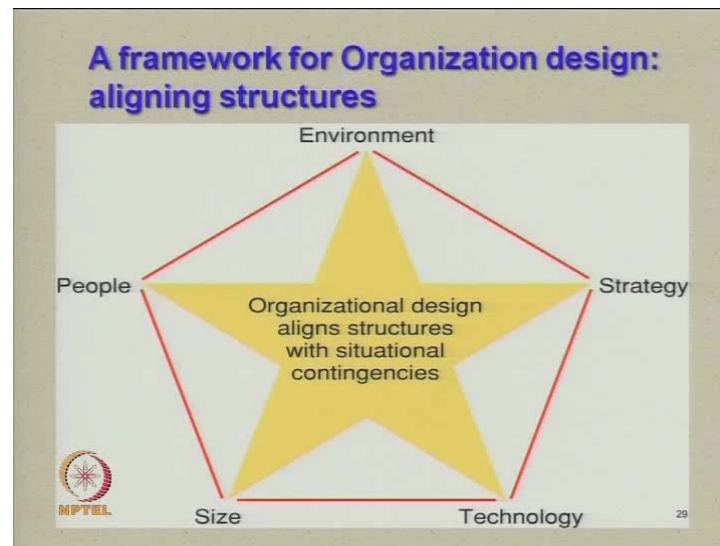 A framework for Organization design:
aligning structures
Environment
People
Strategy
Organizational design
aligns structures
with situational
contingencies
Size
Technology
NPTEL
29